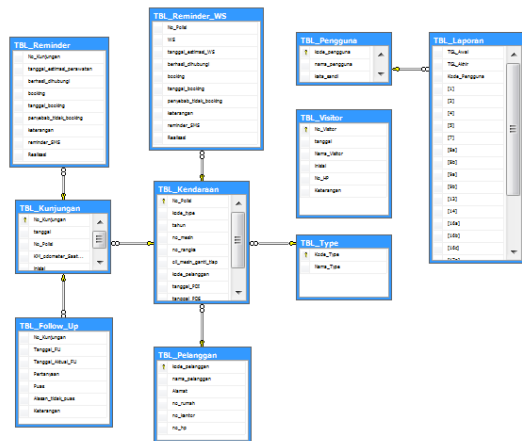 TBL_Reminder
No_Kunjungan
tanggal_estimasi_perawatan
berhasil_dihubungi
booking
tanggal_booking
penyebab_tidak_booking
keterangan
reminder_SMS
Realisasi
TBL_Reminder_WS
No_Polisi
WS
tanggal_estimasi_WS
berhasil_dihubungi
booking
tanggal_booking
penyebab_tidak_booking
keterangan
reminder_SMS
Realisasi
TBL_Pengguna
kode_pengguna
nama_pengguna
kata_sandi
TBL_Laporan
TGL_Awal
TGL_Akhir
Kode_Pengguna
[1]
[2]
[4]
[5]
[7]
[8a]
[8b]
[9a]
[9b]
[13]
[14]
[16a]
[16b]
[16c]
TBL_Visitor
No_Visitor
tanggal
Nama_Visitor
Inisial
No_HP
Keterangan
TBL_Kunjungan
No_Kunjungan
tanggal
No_Polisi
KM_odometer_Saat...
Inisial
TBL_Kendaraan
No_Polisi
kode_type
tahun
no_mesin
no_rangka
oli_mesin_ganti_tiap
kode_pelanggan
tanggal_PDI
tanggal_PDS
TBL_Type
Kode_Type
Nama_Type
TBL_Follow_Up
No_Kunjungan
Tanggal_FU
Tanggal_Aktual_FU
Pertanyaan
Puas
Alasan_tidak_puas
Keterangan
TBL_Pelanggan
kode_pelanggan
nama_pelanggan
Alamat
no_rumah
no_kantor
no_hp